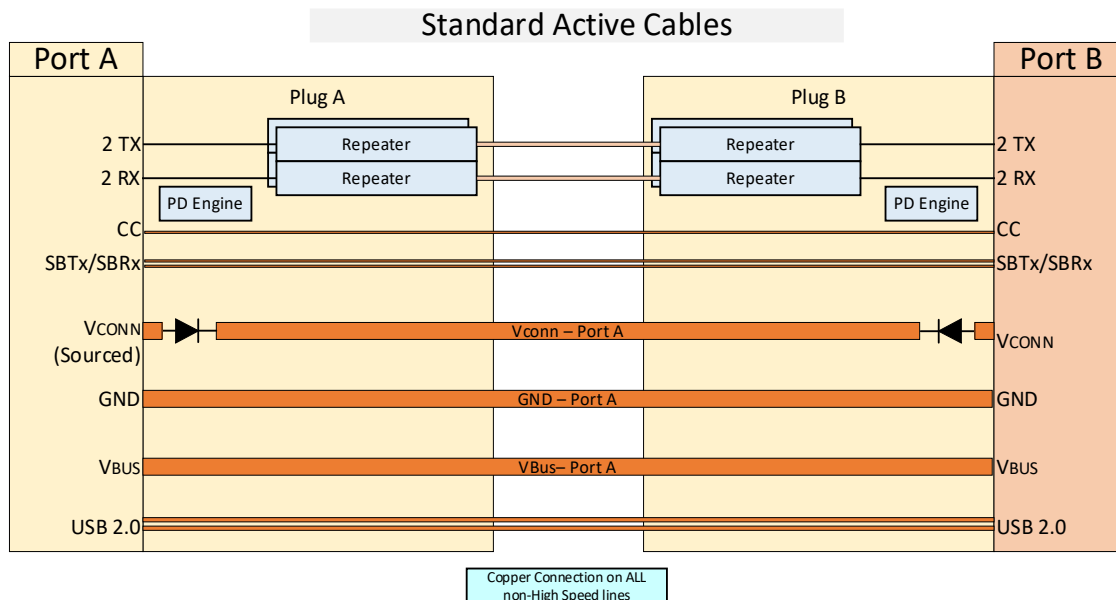 Standard Active Cables
Port A
Port B
Plug A
Plug B
2 TX
Repeater
Repeater
2 TX
2 RX
Repeater
Repeater
2 RX
PD Engine
PD Engine
CC
CC
SBTx/SBRx
SBTx/SBRx
VCONN
(Sourced)
Vconn – Port A
VCONN
GND
GND – Port A
GND
VBUS
VBus– Port A
VBUS
USB 2.0
USB 2.0
Copper Connection on ALL
non-High Speed lines